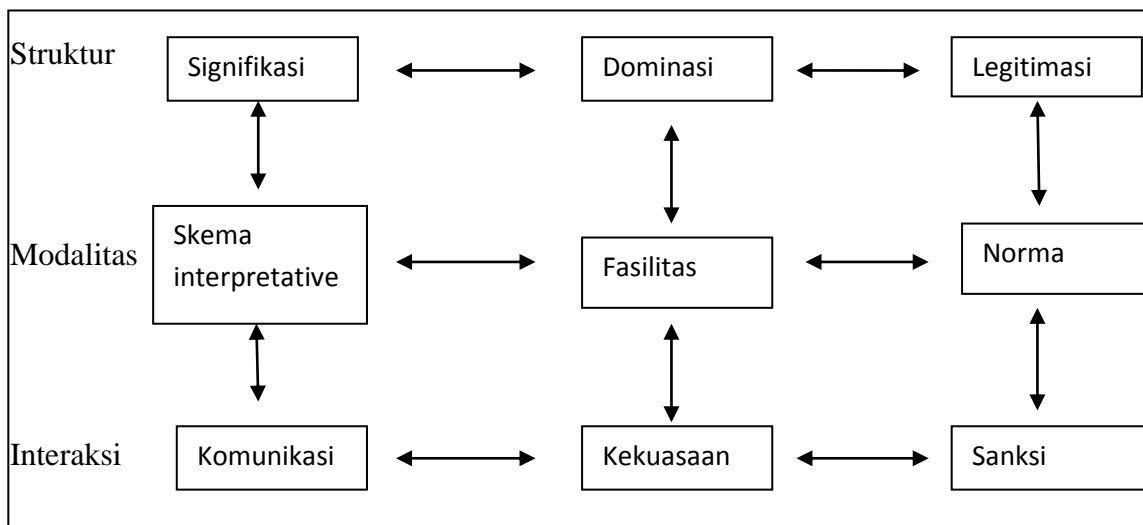 Struktur
Signifikasi
Dominasi
Legitimasi
Modalitas
Skema
interpretative
Fasilitas
Norma
Interaksi
Komunikasi
Kekuasaan
Sanksi